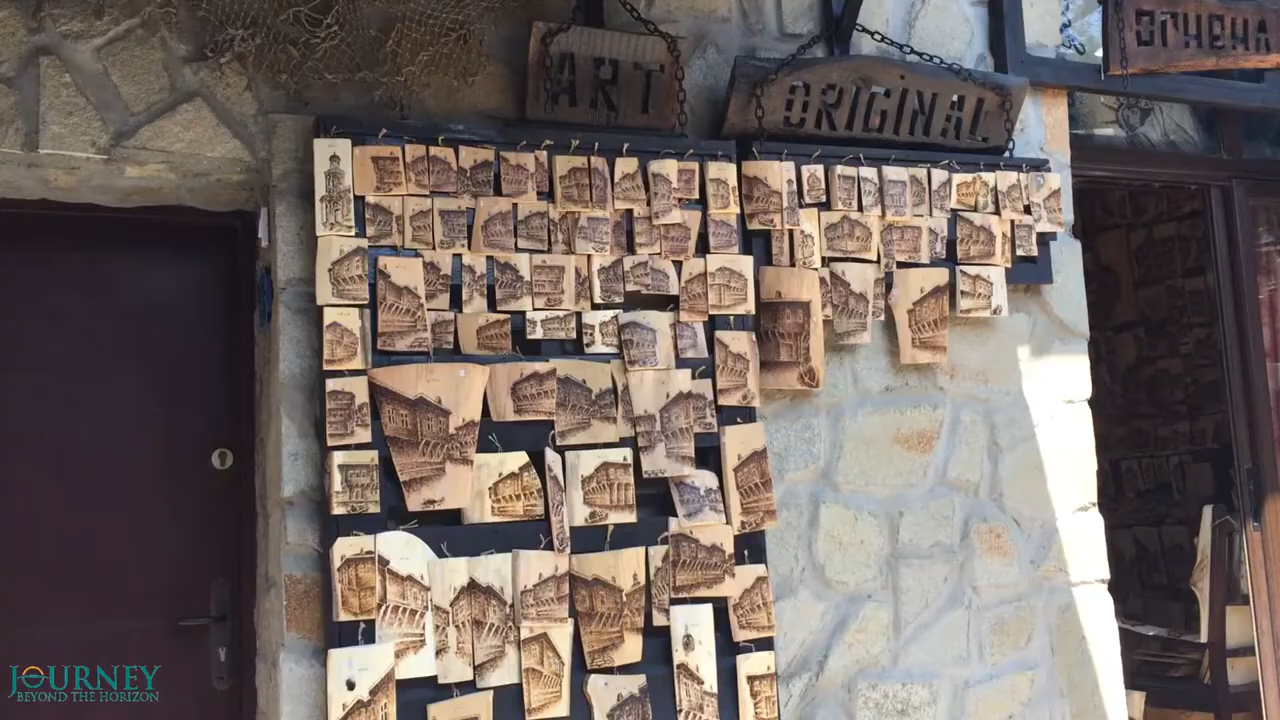 ART
ORIGINAL
ОГНЕНА
JOURNEY
BEYOND THE HORIZON